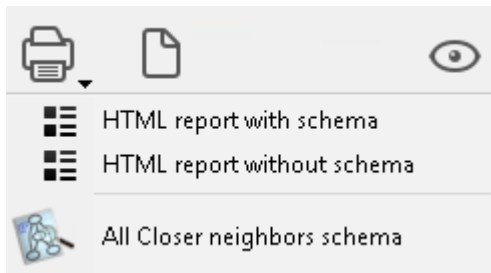 HTML report with schema
HTML report without schema
All Closer neighbors schema